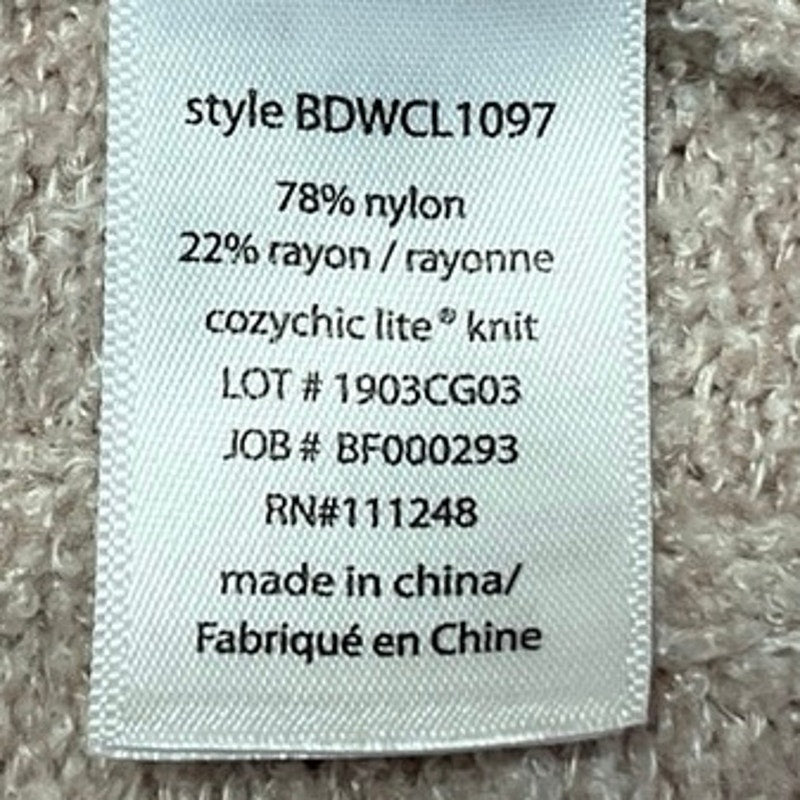 style BDWCL1097
78% nylon
22% rayon / rayonne
cozychic lite® knit
LOT # 1903CG03
JOB # BF000293
RN#111248
made in china/
Fabriqué en Chine